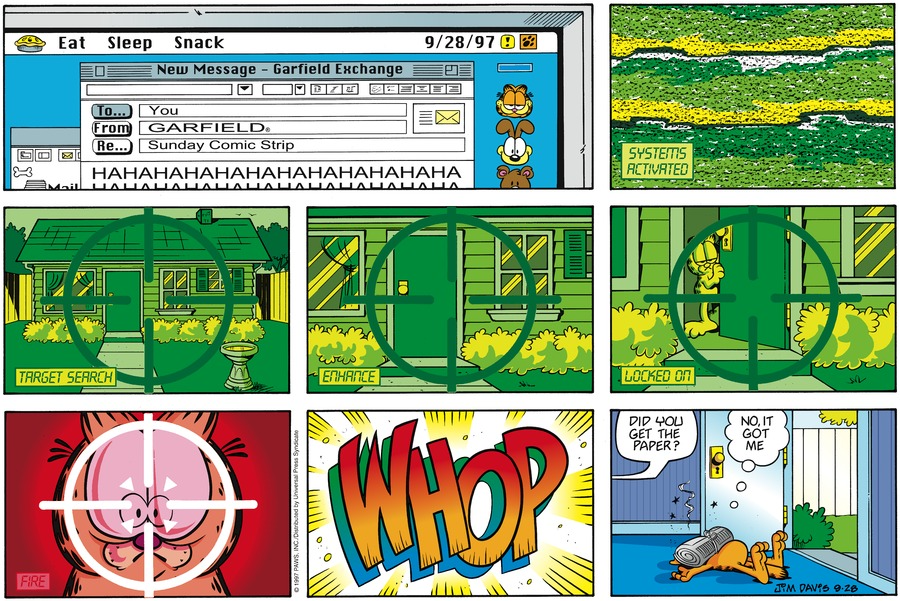 Eat Sleep Snack 9/28/97
New Message - Garfield Exchange
B I U
To... You
From GARFIELD®
Re... Sunday Comic Strip
HAHAHAHAHAHAHAHAHAHAHA
Mail
SYSTEMS
ACTIVATED
TARGET SEARCH
ENHANCE
LOCKED ON
FIRE
© 1997 PAWS, INC./Distributed by Universal Press Syndicate
WHOP
DID YOU
GET THE
PAPER?
NO, IT
GOT
ME
JIM DAVIS 9-28